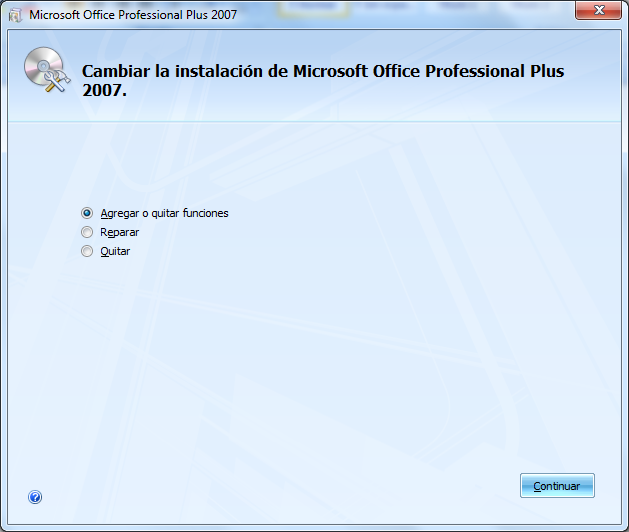 Microsoft Office Professional Plus 2007
Cambiar la instalación de Microsoft Office Professional Plus
2007.
Agregar o quitar funciones
Reparar
Quitar
Continuar
?